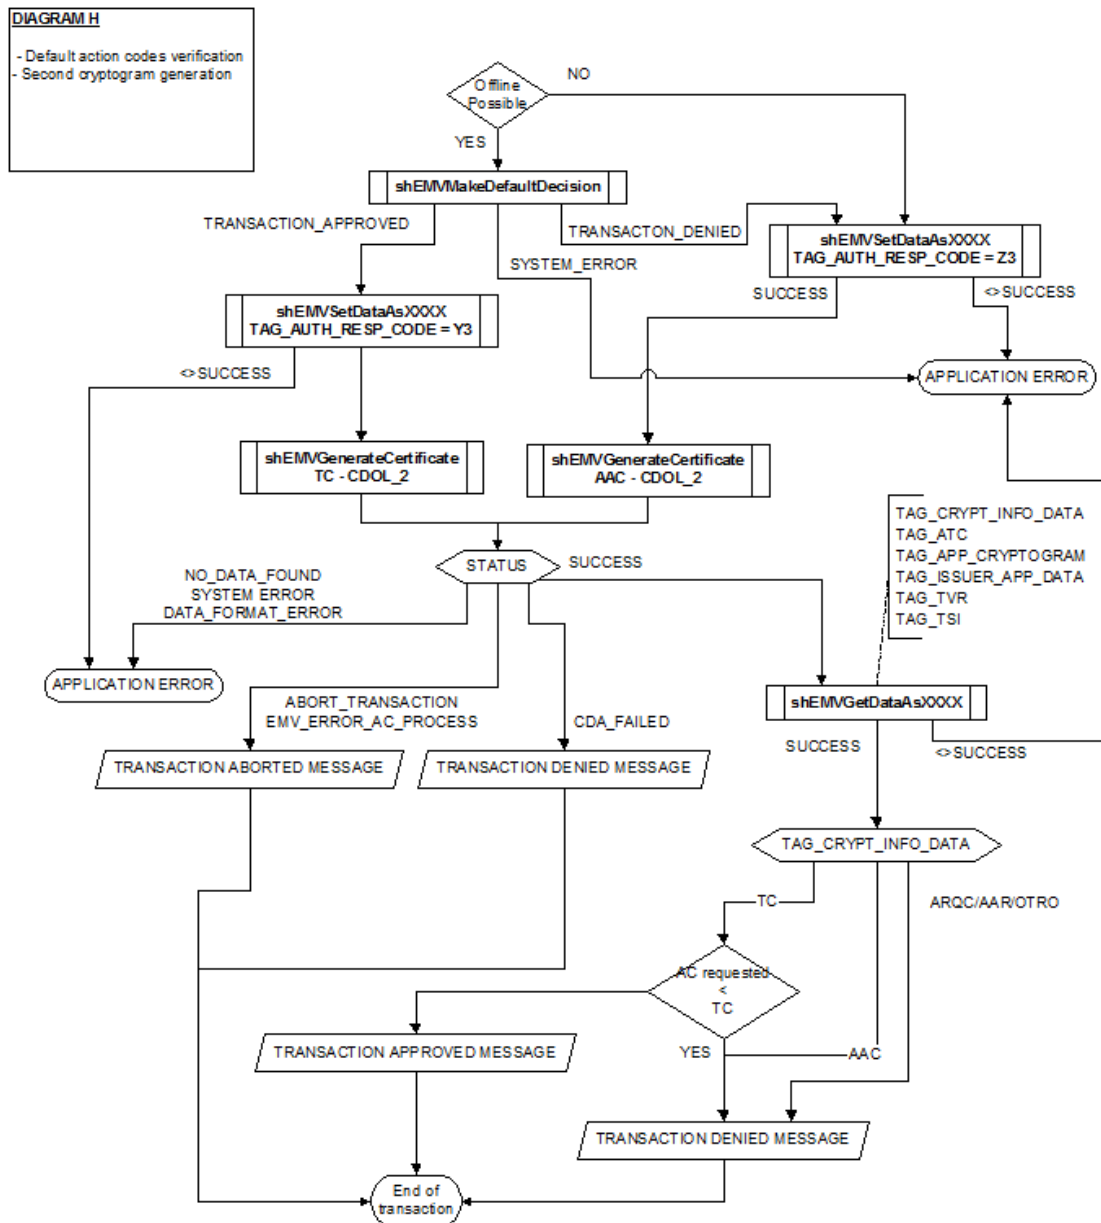 DIAGRAM H
- Default action codes verification
- Second cryptogram generation
Offline
Possible
NO
YES
shEMVMakeDefaultDecision
TRANSACTION_APPROVED
TRANSACTON_DENIED
SYSTEM_ERROR
shEMVSetDataAsXXXX
TAG_AUTH_RESP_CODE = Z3
SUCCESS
<>SUCCESS
shEMVSetDataAsXXXX
TAG_AUTH_RESP_CODE = Y3
<>SUCCESS
APPLICATION ERROR
shEMVGenerateCertificate
TC - CDOL_2
shEMVGenerateCertificate
AAC - CDOL_2
TAG_CRYPT_INFO_DATA
TAG_ATC
TAG_APP_CRYPTOGRAM
TAG_ISSUER_APP_DATA
TAG_TVR
TAG_TSI
STATUS
SUCCESS
NO_DATA_FOUND
SYSTEM ERROR
DATA_FORMAT_ERROR
APPLICATION ERROR
ABORT_TRANSACTION
EMV_ERROR_AC_PROCESS
CDA_FAILED
shEMVGetDataAsXXXX
SUCCESS
<>SUCCESS
TRANSACTION ABORTED MESSAGE
TRANSACTION DENIED MESSAGE
TAG_CRYPT_INFO_DATA
TC
ARQC/AAR/OTRO
AC requested
<
TC
YES
AAC
TRANSACTION APPROVED MESSAGE
TRANSACTION DENIED MESSAGE
End of
transaction